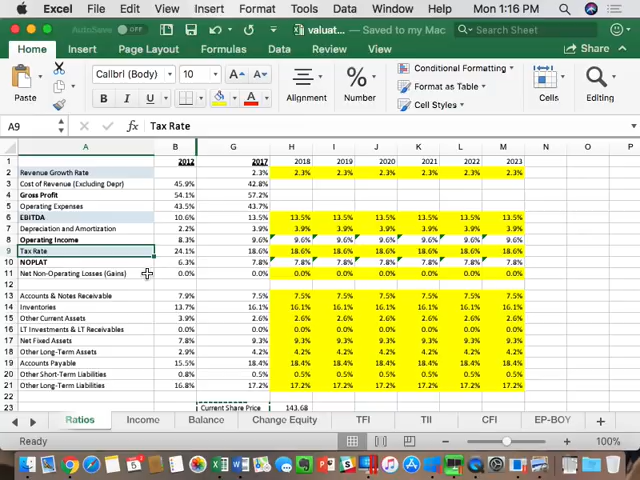 Excel File Edit View Insert Format Tools Data Window Help Mon 1:16 PM
AutoSave OFF valuat... — Saved to my Mac Search Sheet
Home Insert Page Layout Formulas Data Review View Share
Paste Calibri (Body) 10 A A Alignment % Number Conditional Formatting Format as Table Cell Styles Cells Editing
B I U A
A9 fx Tax Rate
A B G H I J K L M N O P
1 2012 2017 2018 2019 2020 2021 2022 2023
2 Revenue Growth Rate 2.3% 2.3% 2.3% 2.3% 2.3% 2.3% 2.3%
3 Cost of Revenue (Excluding Depr) 45.9% 42.8%
4 Gross Profit 54.1% 57.2%
5 Operating Expenses 43.5% 43.7%
6 EBITDA 10.6% 13.5% 13.5% 13.5% 13.5% 13.5% 13.5% 13.5%
7 Depreciation and Amortization 2.2% 3.9% 3.9% 3.9% 3.9% 3.9% 3.9% 3.9%
8 Operating Income 8.3% 9.6% 9.6% 9.6% 9.6% 9.6% 9.6% 9.6%
9 Tax Rate 24.1% 18.6% 18.6% 18.6% 18.6% 18.6% 18.6% 18.6%
10 NOPLAT 6.3% 7.8% 7.8% 7.8% 7.8% 7.8% 7.8% 7.8%
11 Net Non-Operating Losses (Gains) 0.0% 0.0% 0.0% 0.0% 0.0% 0.0% 0.0% 0.0%
12
13 Accounts & Notes Receivable 7.9% 7.5% 7.5% 7.5% 7.5% 7.5% 7.5% 7.5%
14 Inventories 13.7% 16.1% 16.1% 16.1% 16.1% 16.1% 16.1% 16.1%
15 Other Current Assets 3.9% 2.6% 2.6% 2.6% 2.6% 2.6% 2.6% 2.6%
16 LT Investments & LT Receivables 0.0% 0.0% 0.0% 0.0% 0.0% 0.0% 0.0% 0.0%
17 Net Fixed Assets 7.8% 9.3% 9.3% 9.3% 9.3% 9.3% 9.3% 9.3%
18 Other Long-Term Assets 2.9% 4.2% 4.2% 4.2% 4.2% 4.2% 4.2% 4.2%
19 Accounts Payable 15.5% 18.4% 18.4% 18.4% 18.4% 18.4% 18.4% 18.4%
20 Other Short-Term Liabilities 0.8% 0.5% 0.5% 0.5% 0.5% 0.5% 0.5% 0.5%
21 Other Long-Term Liabilities 16.8% 17.2% 17.2% 17.2% 17.2% 17.2% 17.2% 17.2%
23 Current Share Price 143.68
Ratios Income Balance Change Equity TFI TII CFI EP-BOY
Ready 100%